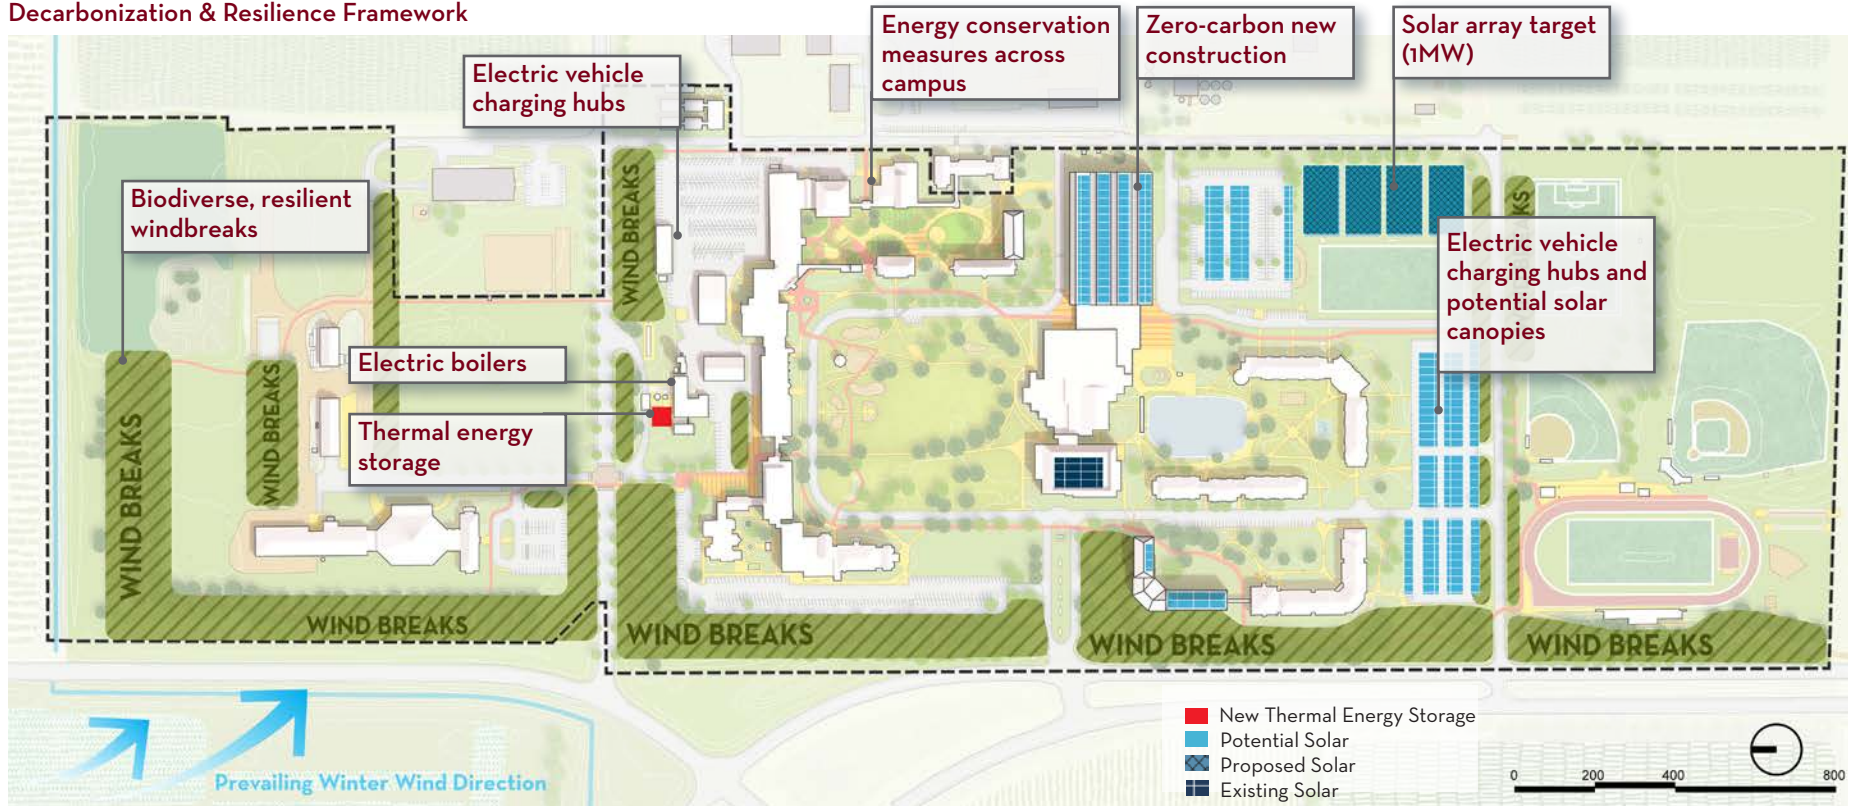 Decarbonization & Resilience Framework
Energy conservation
measures across
campus
Zero-carbon new
construction
Solar array target
(1MW)
Electric vehicle
charging hubs
Biodiverse, resilient
windbreaks
WIND BREAKS
KS
Electric vehicle
charging hubs and
potential solar
canopies
Electric boilers
Thermal energy
storage
WIND BREAKS
WIND BREAKS
WIND BREAKS
WIND BREAKS
WIND BREAKS
WIND BREAKS
Prevailing Winter Wind Direction
New Thermal Energy Storage
Potential Solar
Proposed Solar
Existing Solar
0 200 400 800